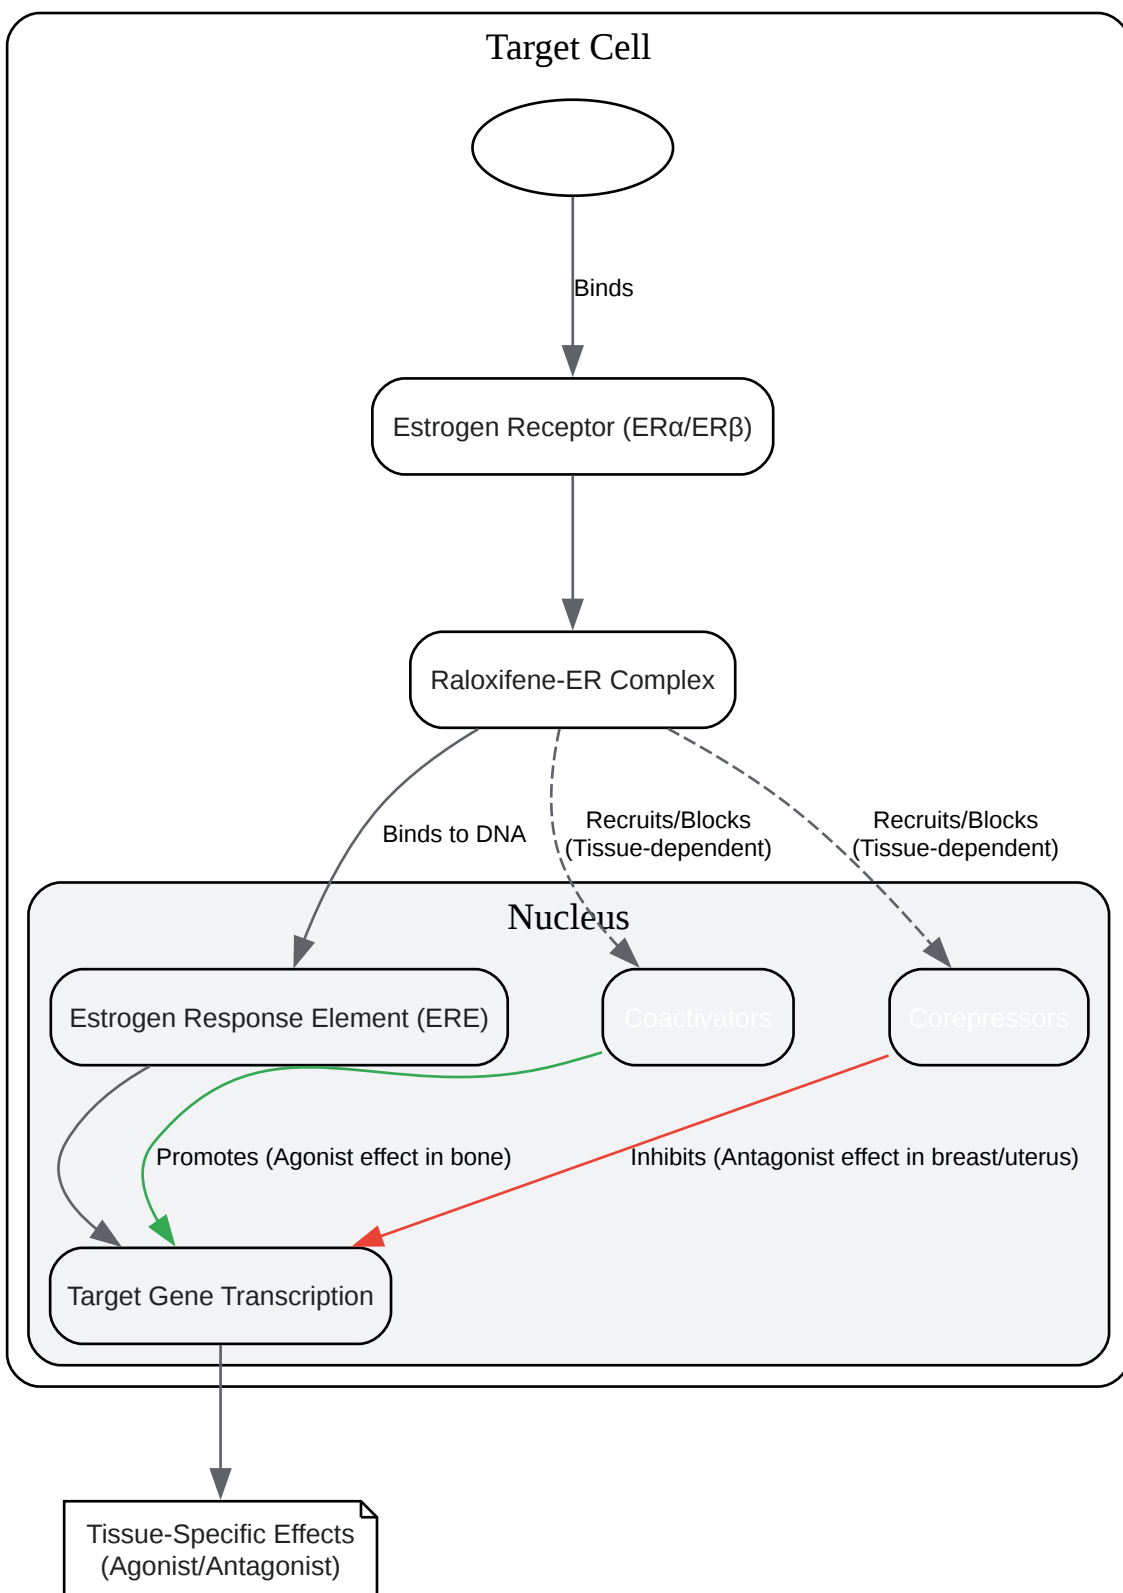 Target Cell
Binds
Estrogen Receptor (ERα/ERβ)
Raloxifene-ER Complex
Binds to DNA
Recruits/Blocks
(Tissue-dependent)
Recruits/Blocks
(Tissue-dependent)
Nucleus
Estrogen Response Element (ERE)
Coactivators
Corepressors
Promotes (Agonist effect in bone)
Inhibits (Antagonist effect in breast/uterus)
Target Gene Transcription
Tissue-Specific Effects
(Agonist/Antagonist)